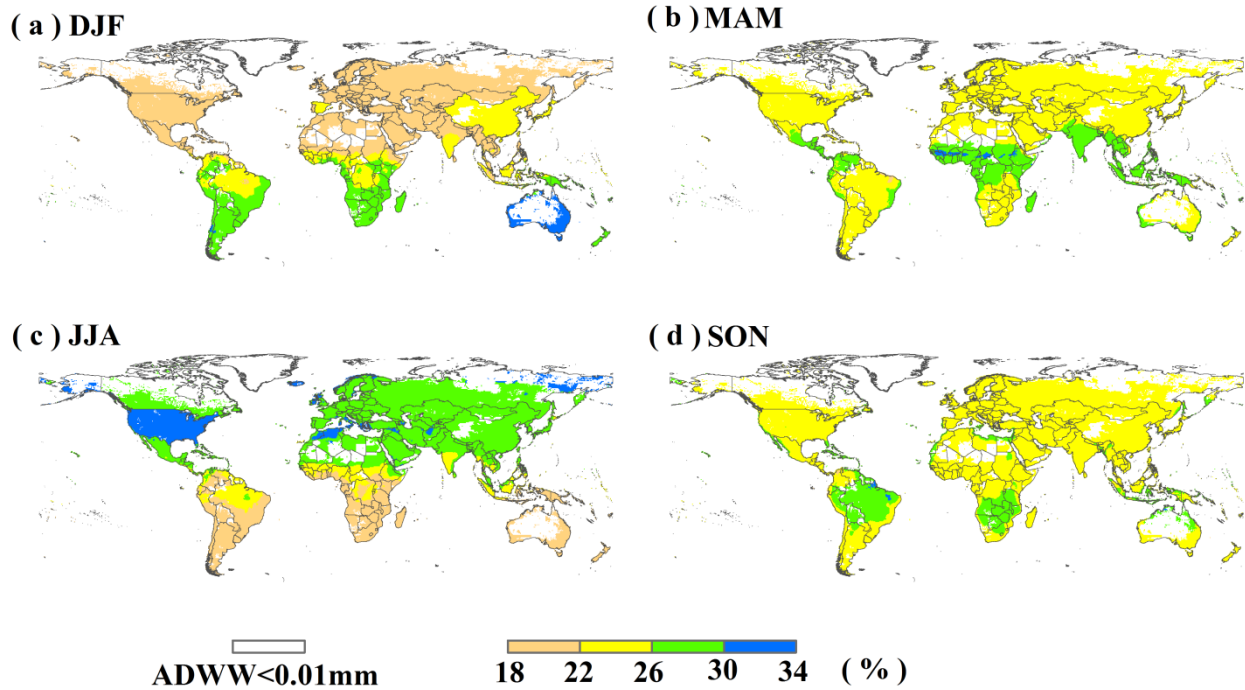 ( a ) DJF
( b ) MAM
( c ) JJA
( d ) SON
ADWW<0.01mm
18 22 26 30 34 ( % )